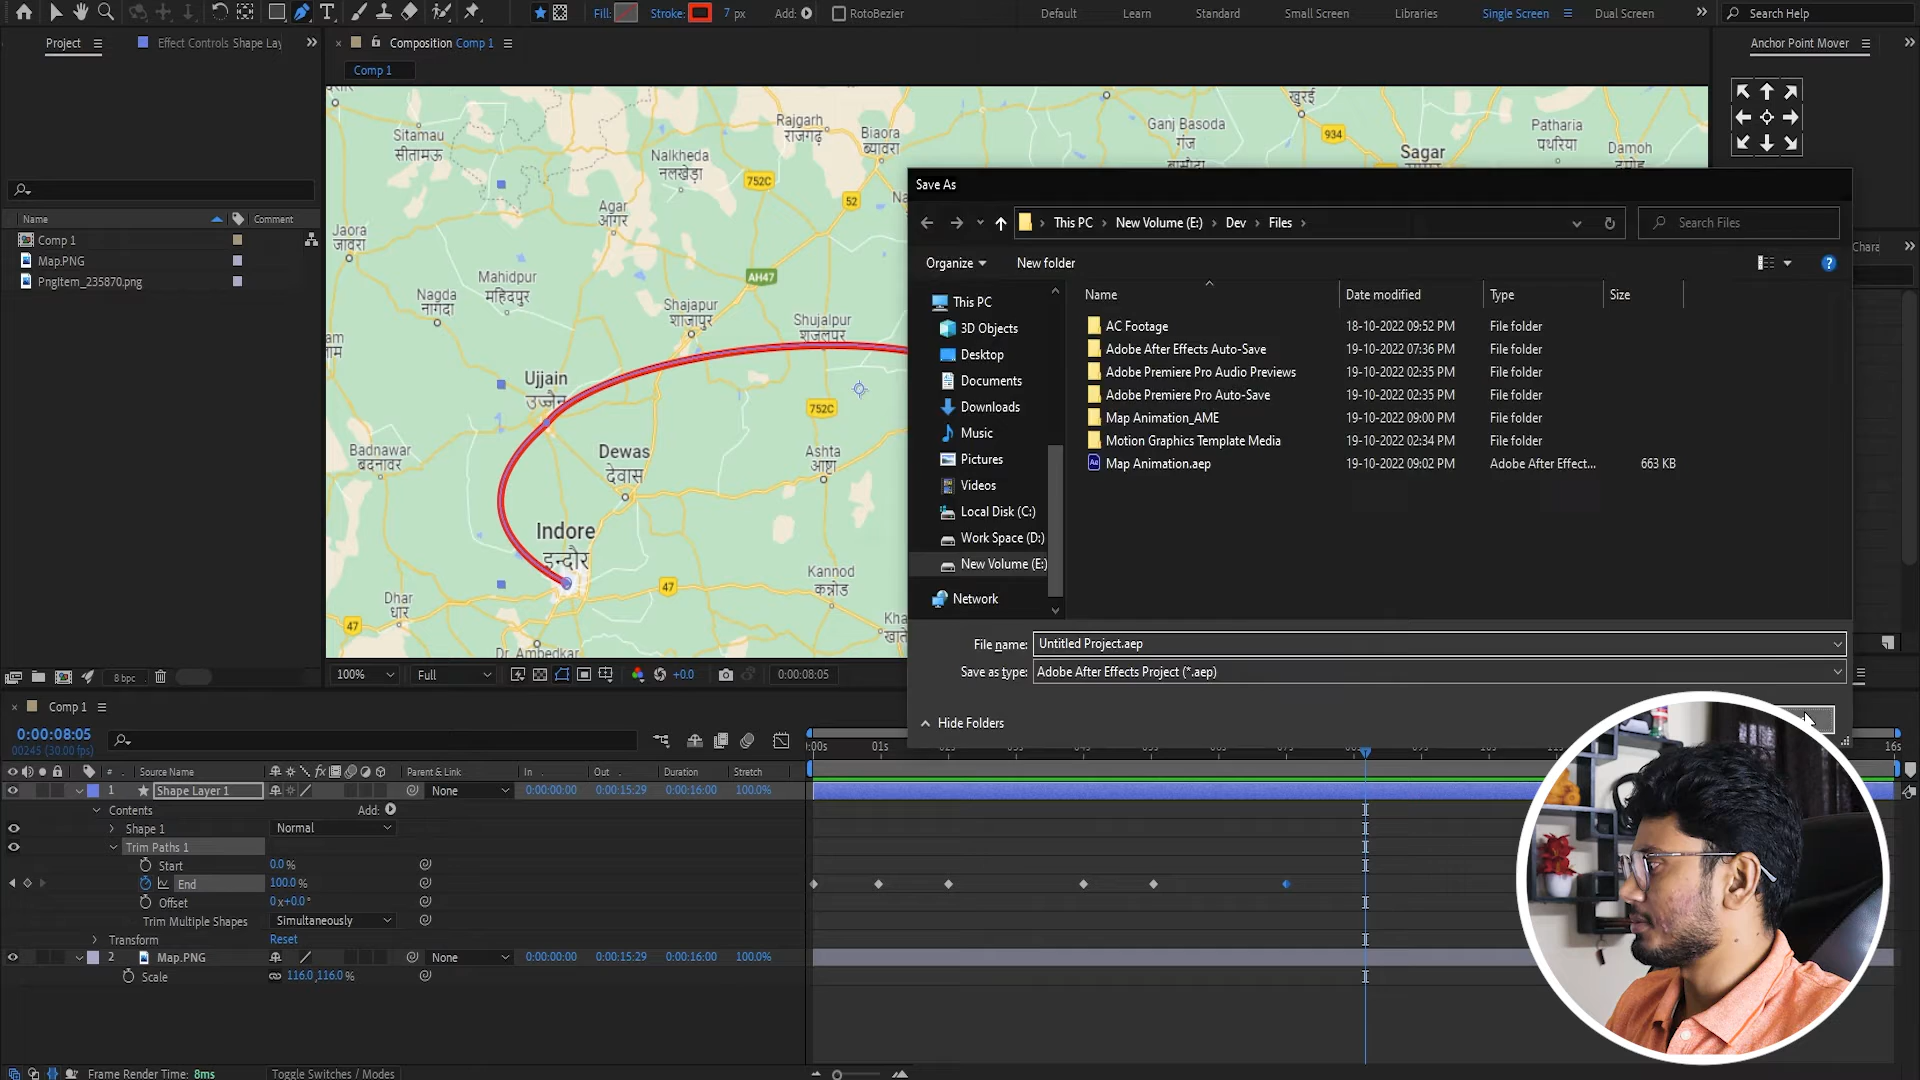 Fill:
Stroke:
7 px
Add:
RotoBezier
Default
Learn
Standard
Small Screen
Libraries
Single Screen
Dual Screen
Search Help
Project
Effect Controls Shape Lay
Composition Comp 1
Anchor Point Mover
Comp 1
Name
Comment
Comp 1
Map.PNG
PngItem_235870.png
8 bpc
Sitamau
सीतामऊ
Rajgarh
राजगढ़
Biaora
ब्यावरा
Nalkheda
नलखेड़ा
752C
52
Agar
आगर
Jaora
जावरा
Mahidpur
महिदपुर
AH47
Nagda
नागदा
Shajapur
शाजापुर
Shujalpur
शुजालपुर
Ujjain
उज्जैन
752C
Badnawar
बदनावर
Dewas
देवास
Ashta
आष्टा
Indore
इन्दौर
Kannod
कन्नोड
47
Dhar
धार
47
Dr. Ambedkar
खुरई
Ganj Basoda
गंज
बासौदा
934
Sagar
Patharia
पथरिया
Damoh
Save As
This PC
New Volume (E:)
Dev
Files
Search Files
Organize
New folder
Name
Date modified
Type
Size
This PC
3D Objects
Desktop
Documents
Downloads
Music
Pictures
Videos
Local Disk (C:)
Work Space (D:)
New Volume (E:)
Network
AC Footage 18-10-2022 09:52 PM File folder
Adobe After Effects Auto-Save 19-10-2022 07:36 PM File folder
Adobe Premiere Pro Audio Previews 19-10-2022 02:35 PM File folder
Adobe Premiere Pro Auto-Save 19-10-2022 02:35 PM File folder
Map Animation_AME 19-10-2022 09:00 PM File folder
Motion Graphics Template Media 19-10-2022 02:34 PM File folder
Map Animation.aep 19-10-2022 09:02 PM Adobe After Effect... 663 KB
File name: Untitled Project.aep
Save as type: Adobe After Effects Project (*.aep)
Hide Folders
Chara
100%
Full
+0.0
0:00:08:05
Comp 1
0:00:08:05
00245 (30.00 fps)
:00s
01s
16s
#
Source Name
fx
Parent & Link
In
Out
Duration
Stretch
1 Shape Layer 1 None 0:00:00:00 0:00:15:29 0:00:16:00 100.0%
Contents
Add:
Shape 1
Normal
Trim Paths 1
Start 0.0 %
End 100.0 %
Offset 0x+0.0°
Trim Multiple Shapes Simultaneously
Transform
Reset
2 Map.PNG None 0:00:00:00 0:00:15:29 0:00:16:00 100.0%
Scale 116.0,116.0 %
Frame Render Time: 8ms
Toggle Switches / Modes